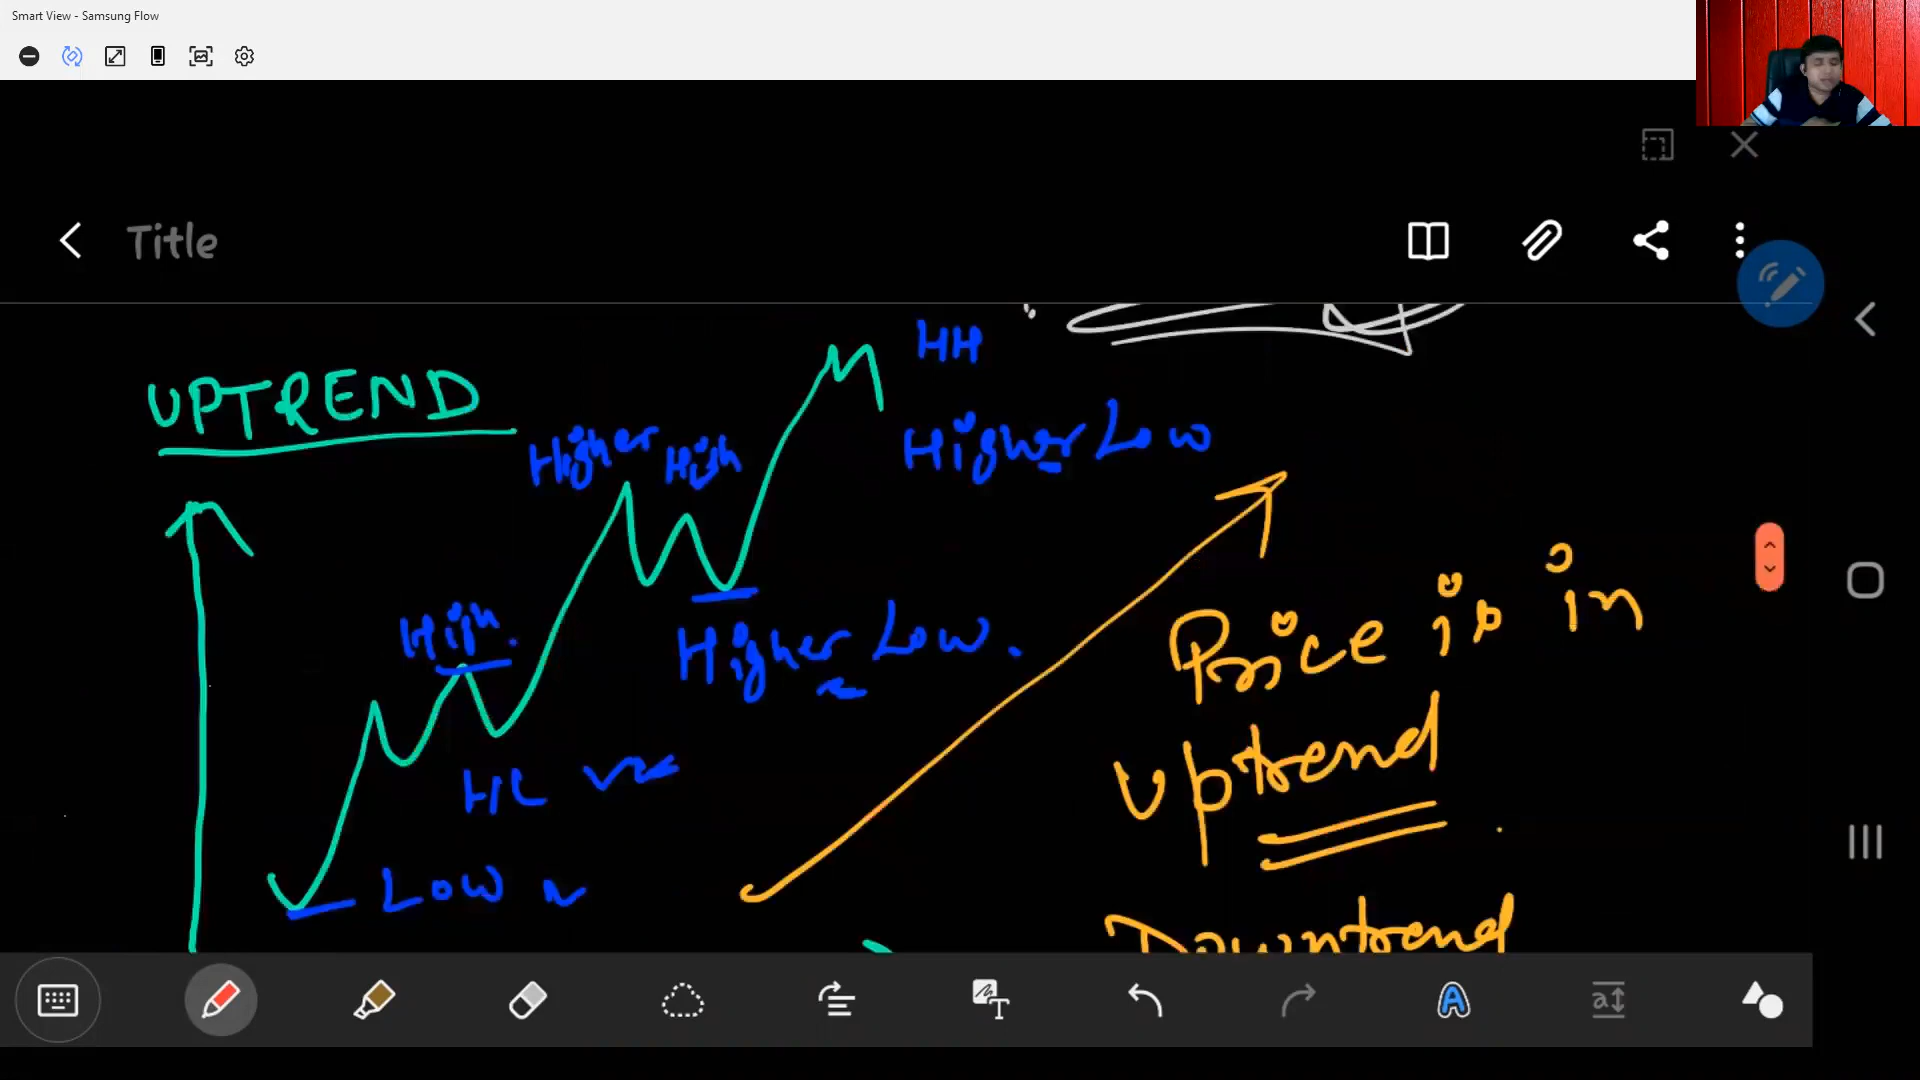 Smart View - Samsung Flow
Title
HH
UPTREND
Higher Low
Higher High
Price is in
High.
Higher Low.
Uptrend
HL
Low
Downtrend